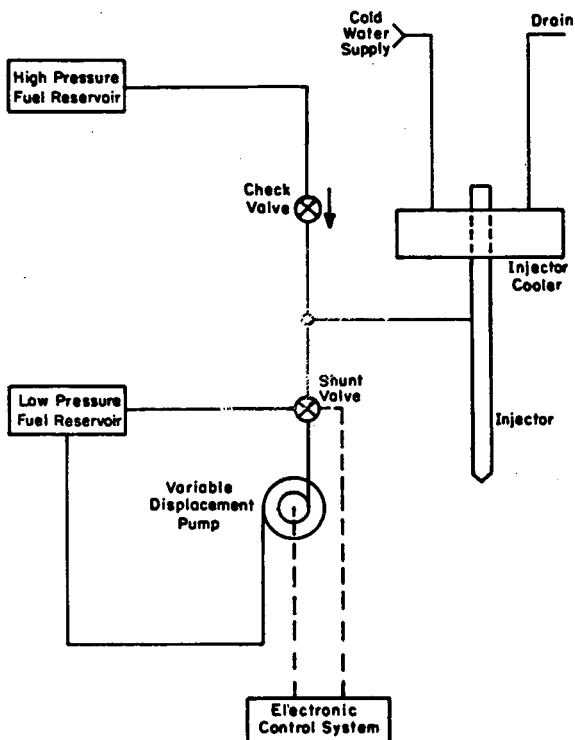 Cold
Water
Supply
Drain
High Pressure
Fuel Reservoir
Check
Valve
Injector
Cooler
Shunt
Valve
Low Pressure
Fuel Reservoir
Injector
Variable
Displacement
Pump
Electronic
Control System